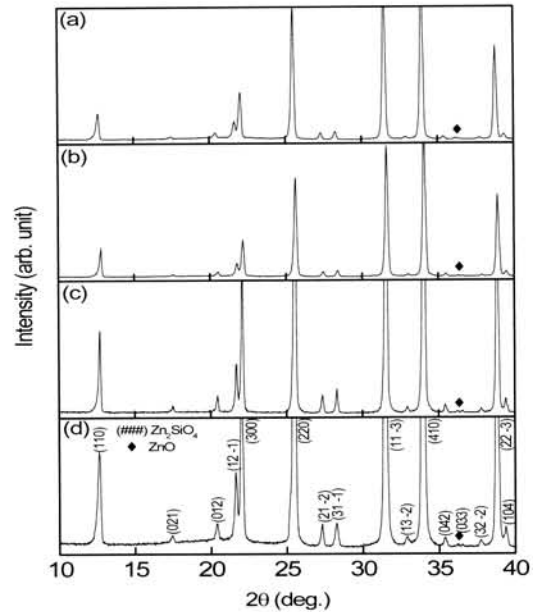 (a)
(b)
(c)
(d)
(###) Zn2SiO4
◆ ZnO
(110)
(021)
(012)
(12 -1)
(300)
(220)
(21 -2)
(31 -1)
(11 -3)
(13 -2)
(410)
(042)
(033)
(32 -2)
(22 -3)
(104)
Intensity (arb. unit)
10 15 20 25 30 35 40
2θ (deg.)